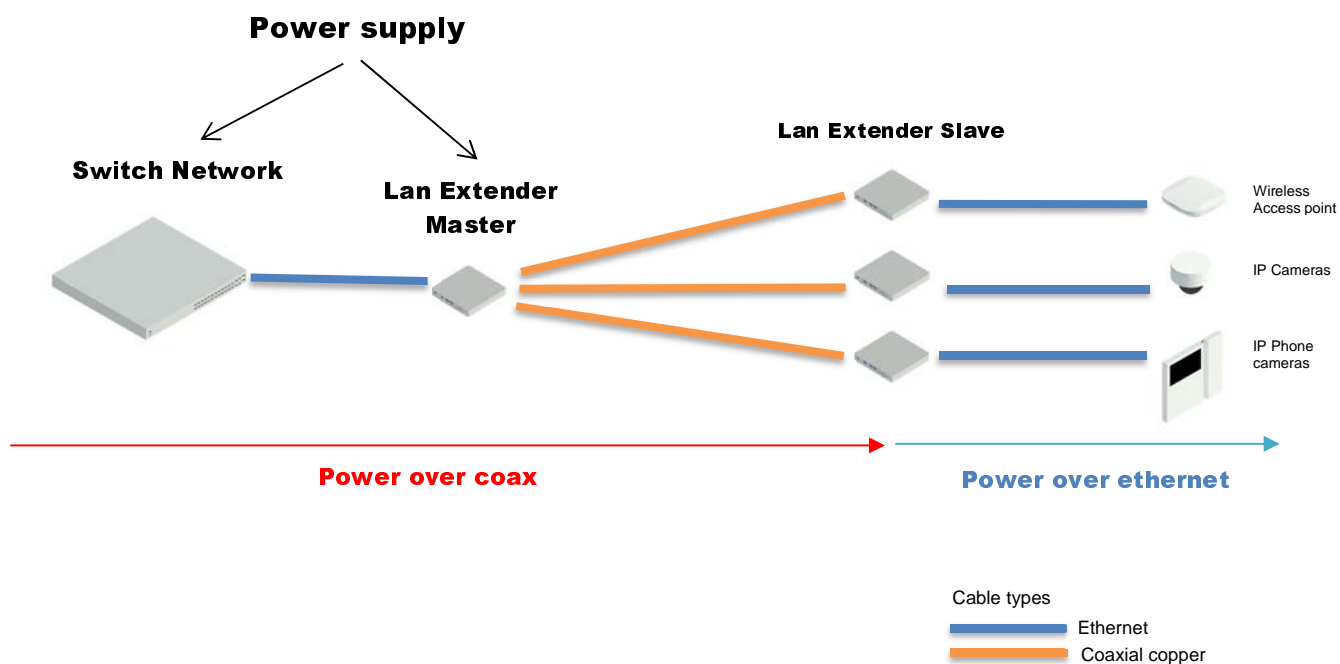 Power supply
Switch Network
Lan Extender
Master
Lan Extender Slave
Wireless
Access point
IP Cameras
IP Phone
cameras
Power over coax
Power over ethernet
Cable types
Ethernet
Coaxial copper